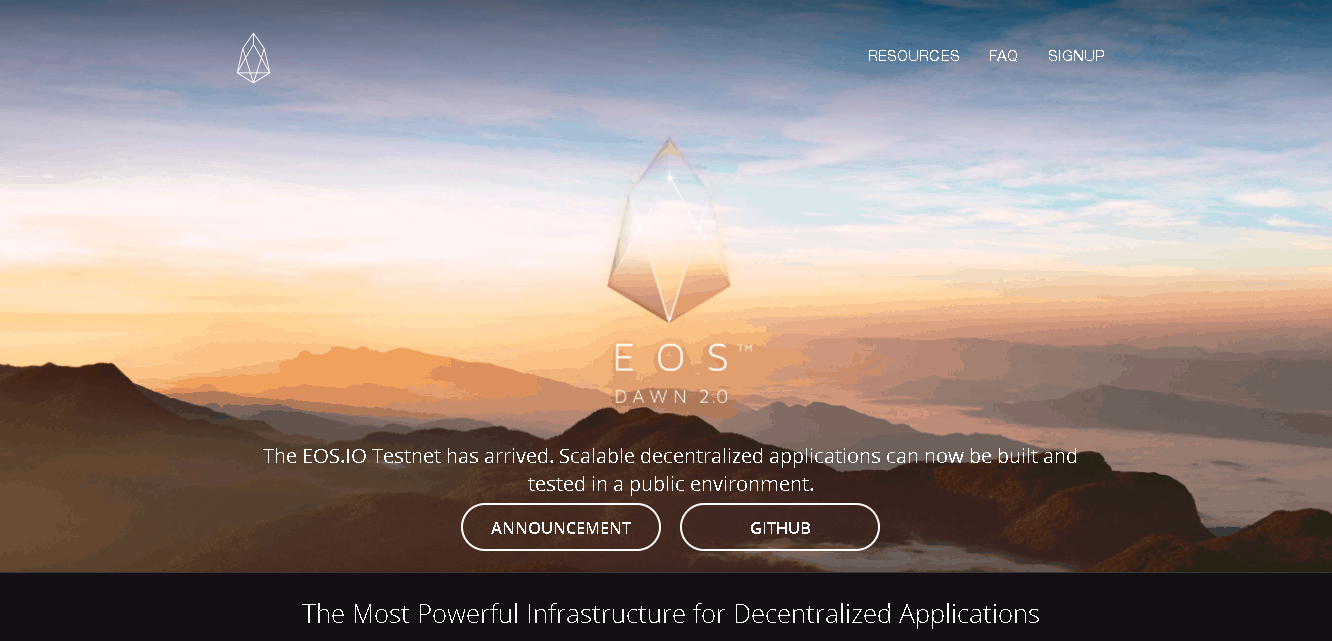 RESOURCES FAQ SIGNUP
EOS™
DAWN 2.0
The EOS.IO Testnet has arrived. Scalable decentralized applications can now be built and
tested in a public environment.
ANNOUNCEMENT GITHUB
The Most Powerful Infrastructure for Decentralized Applications